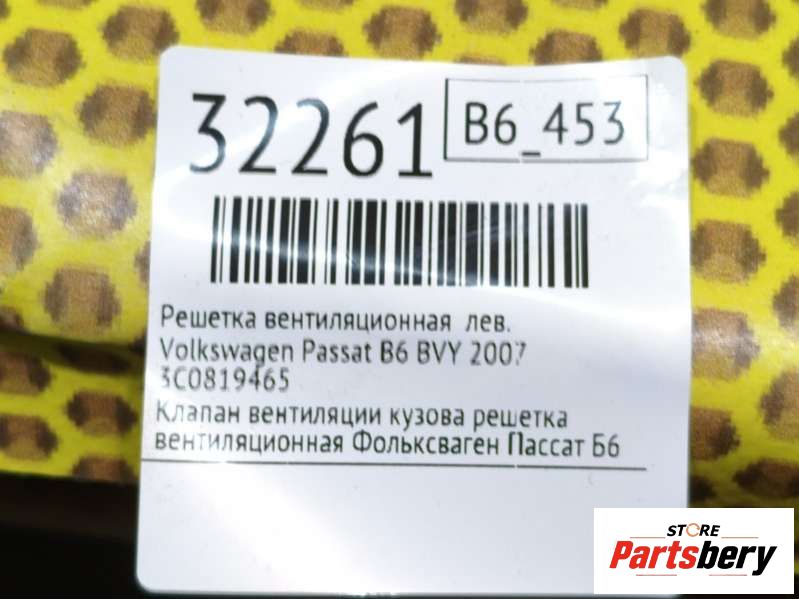 32261
B6_453
Решетка вентиляционная лев.
Volkswagen Passat B6 BVY 2007
3C0819465
Клапан вентиляции кузова решетка
вентиляционная Фольксваген Пассат Б6
STORE
Partsbery